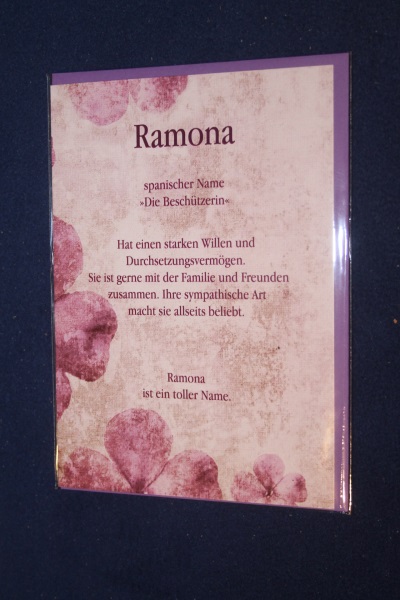 Ramona
spanischer Name
»Die Beschützerin«
Hat einen starken Willen und
Durchsetzungsvermögen.
Sie ist gerne mit der Familie und Freunden
zusammen. Ihre sympathische Art
macht sie allseits beliebt.
Ramona
ist ein toller Name.